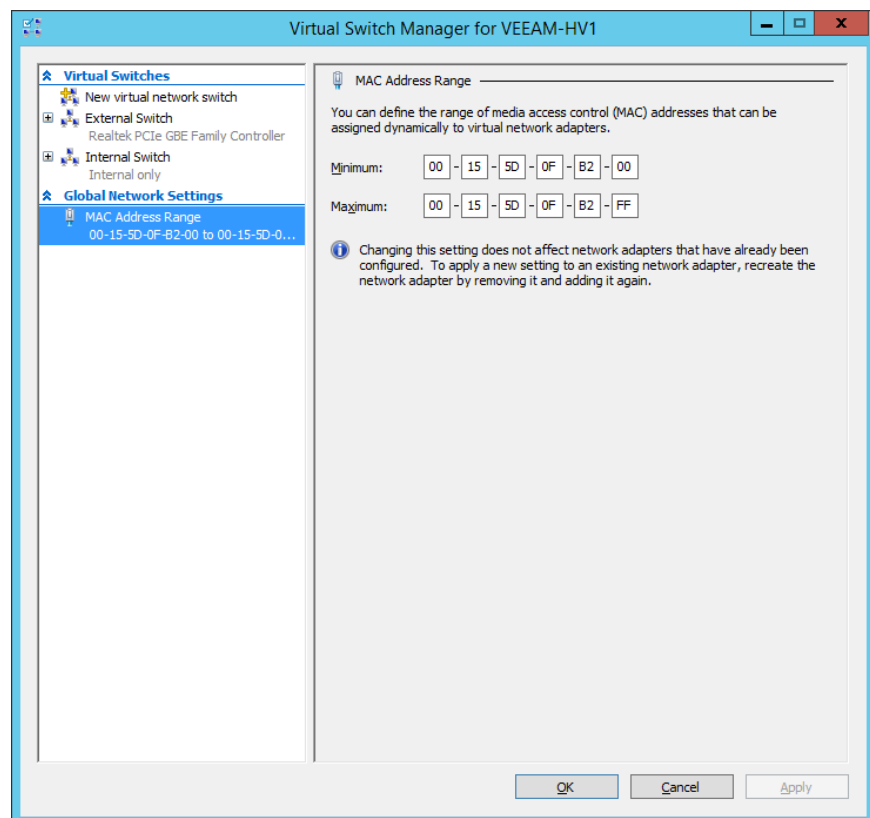 Virtual Switch Manager for VEEAM-HV1
Virtual Switches
New virtual network switch
External Switch
Realtek PCIe GBE Family Controller
Internal Switch
Internal only
Global Network Settings
MAC Address Range
00-15-5D-0F-B2-00 to 00-15-5D-0...
MAC Address Range
You can define the range of media access control (MAC) addresses that can be
assigned dynamically to virtual network adapters.
Minimum: 00 - 15 - 5D - 0F - B2 - 00
Maximum: 00 - 15 - 5D - 0F - B2 - FF
Changing this setting does not affect network adapters that have already been
configured. To apply a new setting to an existing network adapter, recreate the
network adapter by removing it and adding it again.
OK Cancel Apply